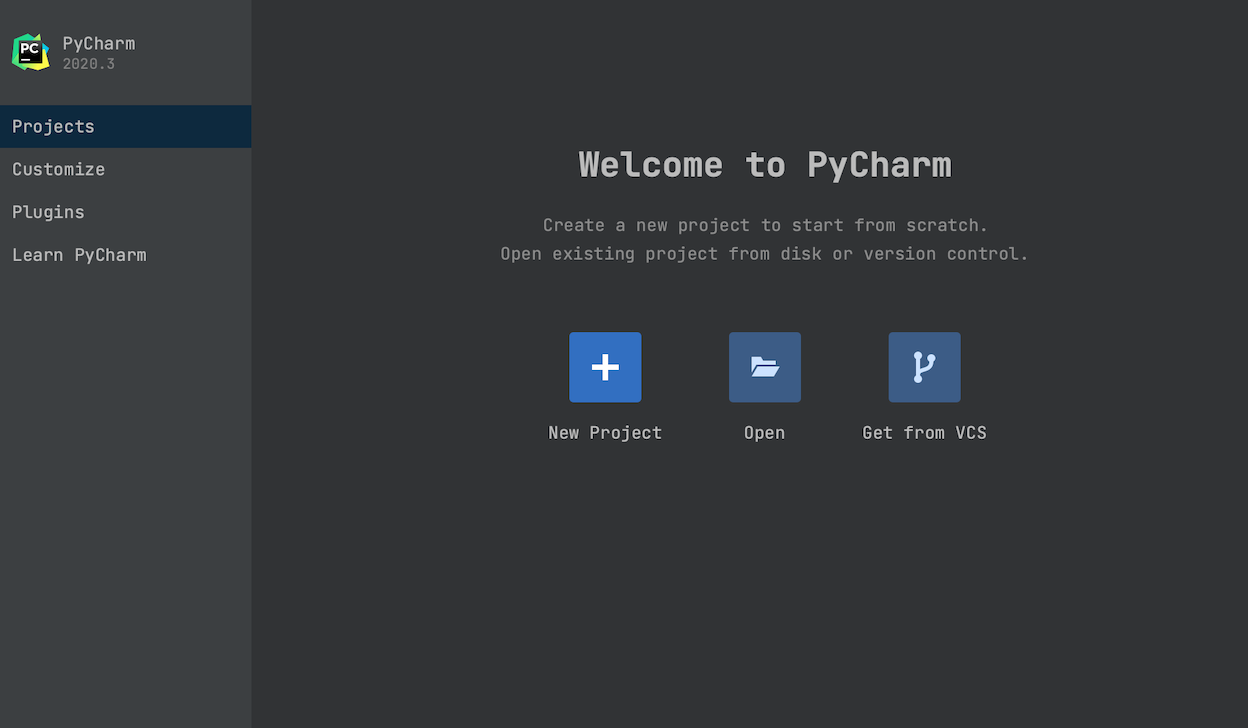 PC
PyCharm
2020.3
Projects
Customize
Plugins
Learn PyCharm
Welcome to PyCharm
Create a new project to start from scratch.
Open existing project from disk or version control.
New Project
Open
Get from VCS